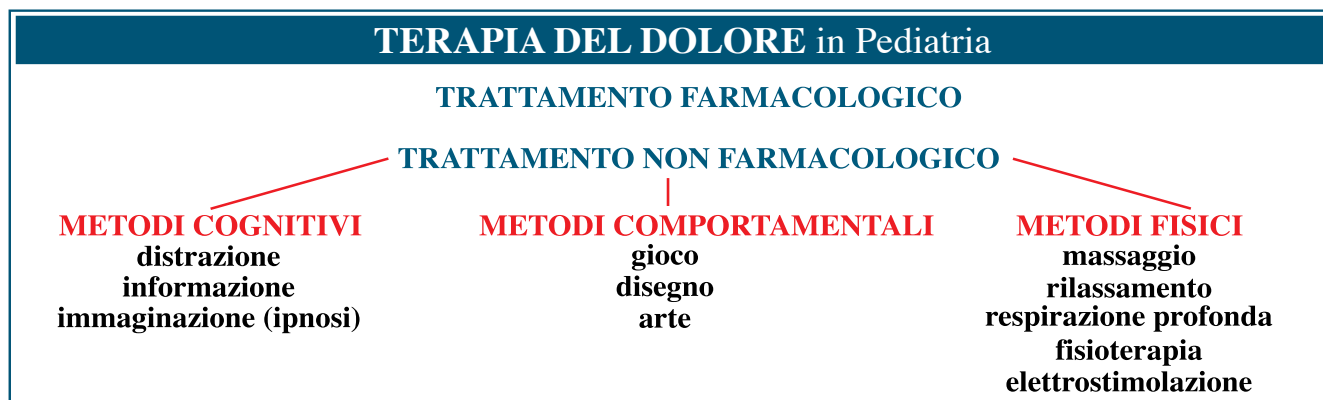 TERAPIA DEL DOLORE in Pediatria
TRATTAMENTO FARMACOLOGICO
TRATTAMENTO NON FARMACOLOGICO
METODI COGNITIVI
distrazione
informazione
immaginazione (ipnosi)
METODI COMPORTAMENTALI
gioco
disegno
arte
METODI FISICI
massaggio
rilassamento
respirazione profonda
fisioterapia
elettrostimolazione